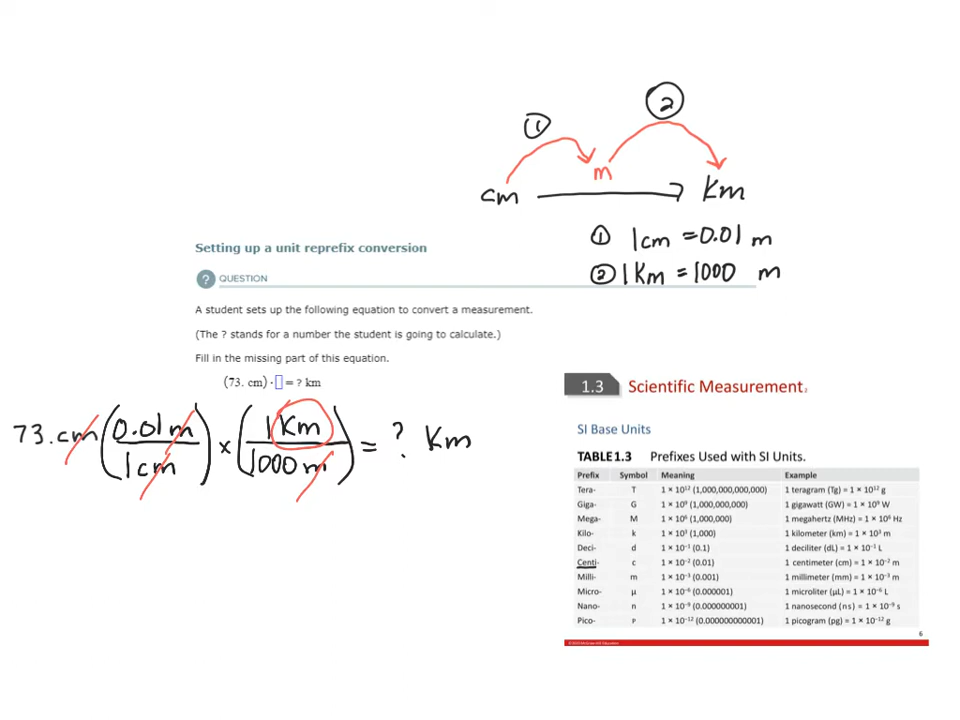 ①
②
m
cm → Km
① 1cm = 0.01 m
② 1 Km = 1000 m
Setting up a unit reprefix conversion
? QUESTION
A student sets up the following equation to convert a measurement.
(The ? stands for a number the student is going to calculate.)
Fill in the missing part of this equation.
(73. cm) · ▯ = ? km
73. cm (0.01 m / 1 cm) × (1 Km / 1000 m) = ? Km
1.3 Scientific Measurement
SI Base Units
TABLE 1.3 Prefixes Used with SI Units.
Prefix Symbol Meaning Example
Tera- T 1 × 10¹² (1,000,000,000,000) 1 teragram (Tg) = 1 × 10¹² g
Giga- G 1 × 10⁹ (1,000,000,000) 1 gigawatt (GW) = 1 × 10⁹ W
Mega- M 1 × 10⁶ (1,000,000) 1 megahertz (MHz) = 1 × 10⁶ Hz
Kilo- k 1 × 10³ (1,000) 1 kilometer (km) = 1 × 10³ m
Deci- d 1 × 10⁻¹ (0.1) 1 deciliter (dL) = 1 × 10⁻¹ L
Centi- c 1 × 10⁻² (0.01) 1 centimeter (cm) = 1 × 10⁻² m
Milli- m 1 × 10⁻³ (0.001) 1 millimeter (mm) = 1 × 10⁻³ m
Micro- μ 1 × 10⁻⁶ (0.000001) 1 microliter (μL) = 1 × 10⁻⁶ L
Nano- n 1 × 10⁻⁹ (0.000000001) 1 nanosecond (ns) = 1 × 10⁻⁹ s
Pico- p 1 × 10⁻¹² (0.000000000001) 1 picogram (pg) = 1 × 10⁻¹² g
6